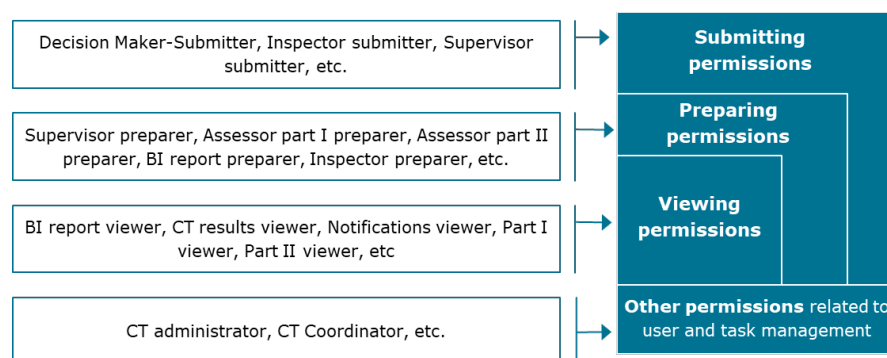 Decision Maker-Submitter, Inspector submitter, Supervisor
submitter, etc.
Submitting
permissions
Supervisor preparer, Assessor part I preparer, Assessor part II
preparer, BI report preparer, Inspector preparer, etc.
Preparing
permissions
BI report viewer, CT results viewer, Notifications viewer, Part I
viewer, Part II viewer, etc
Viewing
permissions
CT administrator, CT Coordinator, etc.
Other permissions related to
user and task management